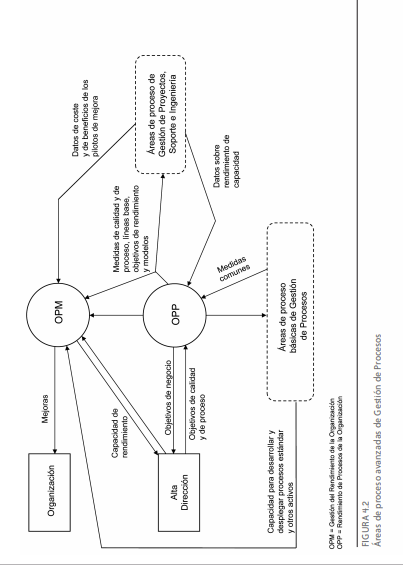 Organización
Mejoras
OPM
Datos de coste
y de beneficios de los
pilotos de mejora
Áreas de proceso de
Gestión de Proyectos,
Soporte e Ingeniería
Medidas de calidad y de
proceso, líneas base,
objetivos de rendimiento
y modelos
Datos sobre
rendimiento de
capacidad
Capacidad de
rendimiento
Alta
Dirección
Objetivos de negocio
Objetivos de calidad
y de proceso
OPP
Medidas
comunes
Áreas de proceso
básicas de Gestión
de Procesos
Capacidad para desarrollar y
desplegar procesos estándar
y otros activos
OPM = Gestión del Rendimiento de la Organización
OPP = Rendimiento de Procesos de la Organización
FIGURA 4.2
Áreas de proceso avanzadas de Gestión de Procesos